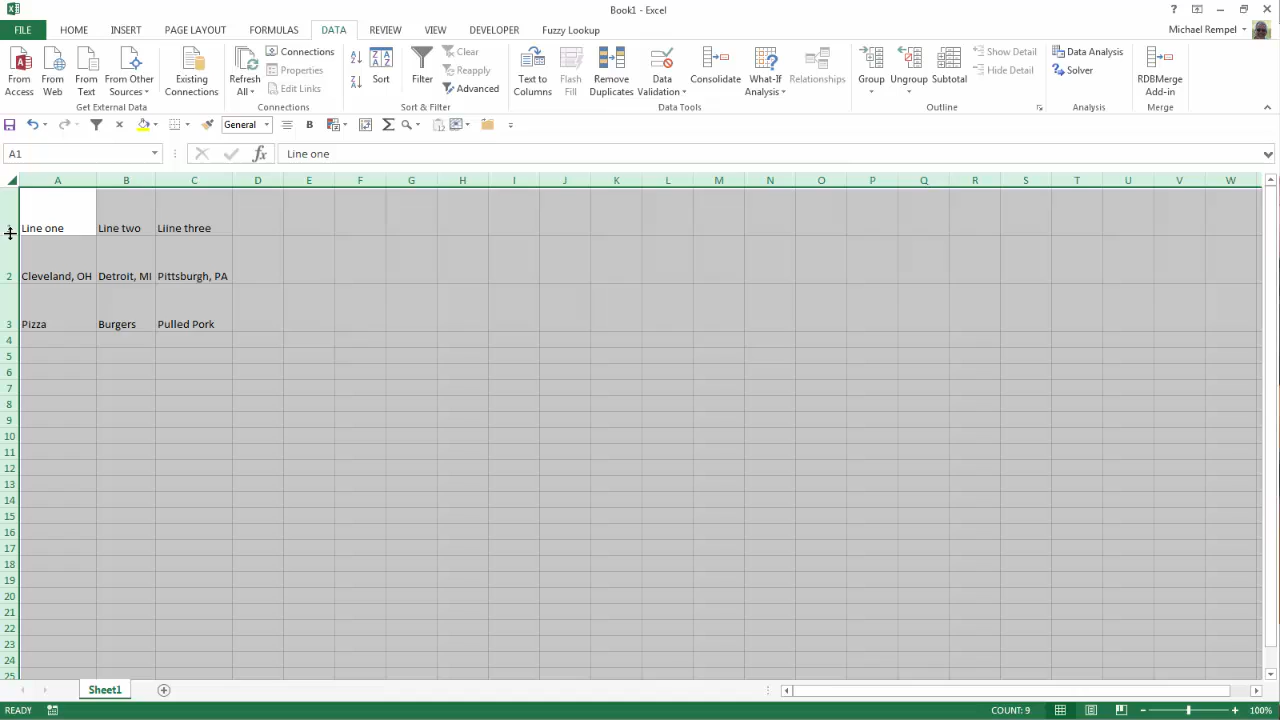 Book1 - Excel
FILE HOME INSERT PAGE LAYOUT FORMULAS DATA REVIEW VIEW DEVELOPER Fuzzy Lookup Michael Rempel
From Access
From Web
From Text
From Other Sources
Existing Connections
Get External Data
Refresh All
Connections
Properties
Edit Links
Connections
Sort
Filter
Clear
Reapply
Advanced
Sort & Filter
Text to Columns
Flash Fill
Remove Duplicates
Data Validation
Consolidate
What-If Analysis
Relationships
Data Tools
Group
Ungroup
Subtotal
Show Detail
Hide Detail
Outline
Data Analysis
Solver
Analysis
RDBMerge Add-in
Merge
General B
A1 fx Line one
A B C D E F G H I J K L M N O P Q R S T U V W
Line one Line two Liine three
2 Cleveland, OH Detroit, MI Pittsburgh, PA
3 Pizza Burgers Pulled Pork
4
5
6
7
8
9
10
11
12
13
14
15
16
17
18
19
20
21
22
23
24
25
Sheet1
READY COUNT: 9 100%